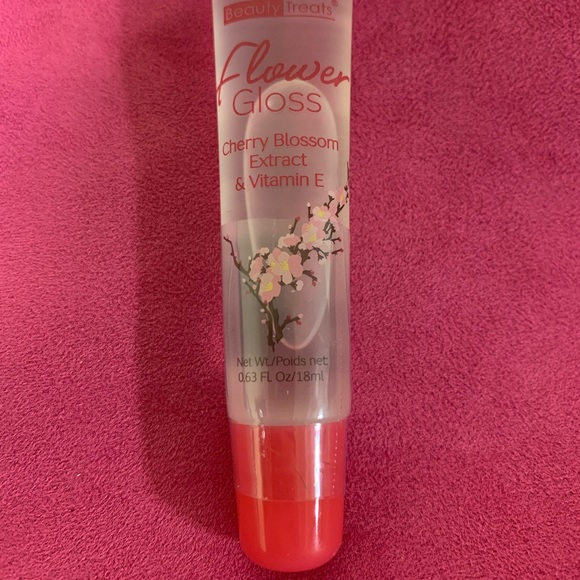 Beauty Treats®
Flower
Gloss
Cherry Blossom
Extract
& Vitamin E
Net Wt./Poids net:
0.63 FL Oz/18ml